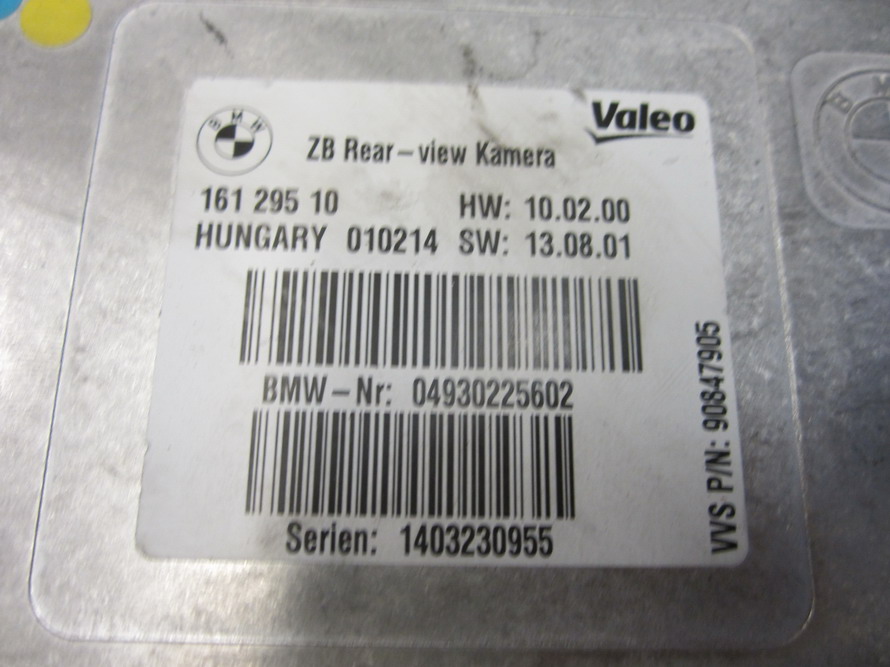 BMW
Valeo
ZB Rear-view Kamera
161 295 10 HW: 10.02.00
HUNGARY 010214 SW: 13.08.01
BMW-Nr: 04930225602
Serien: 1403230955
VVS P/N: 90847905
B M